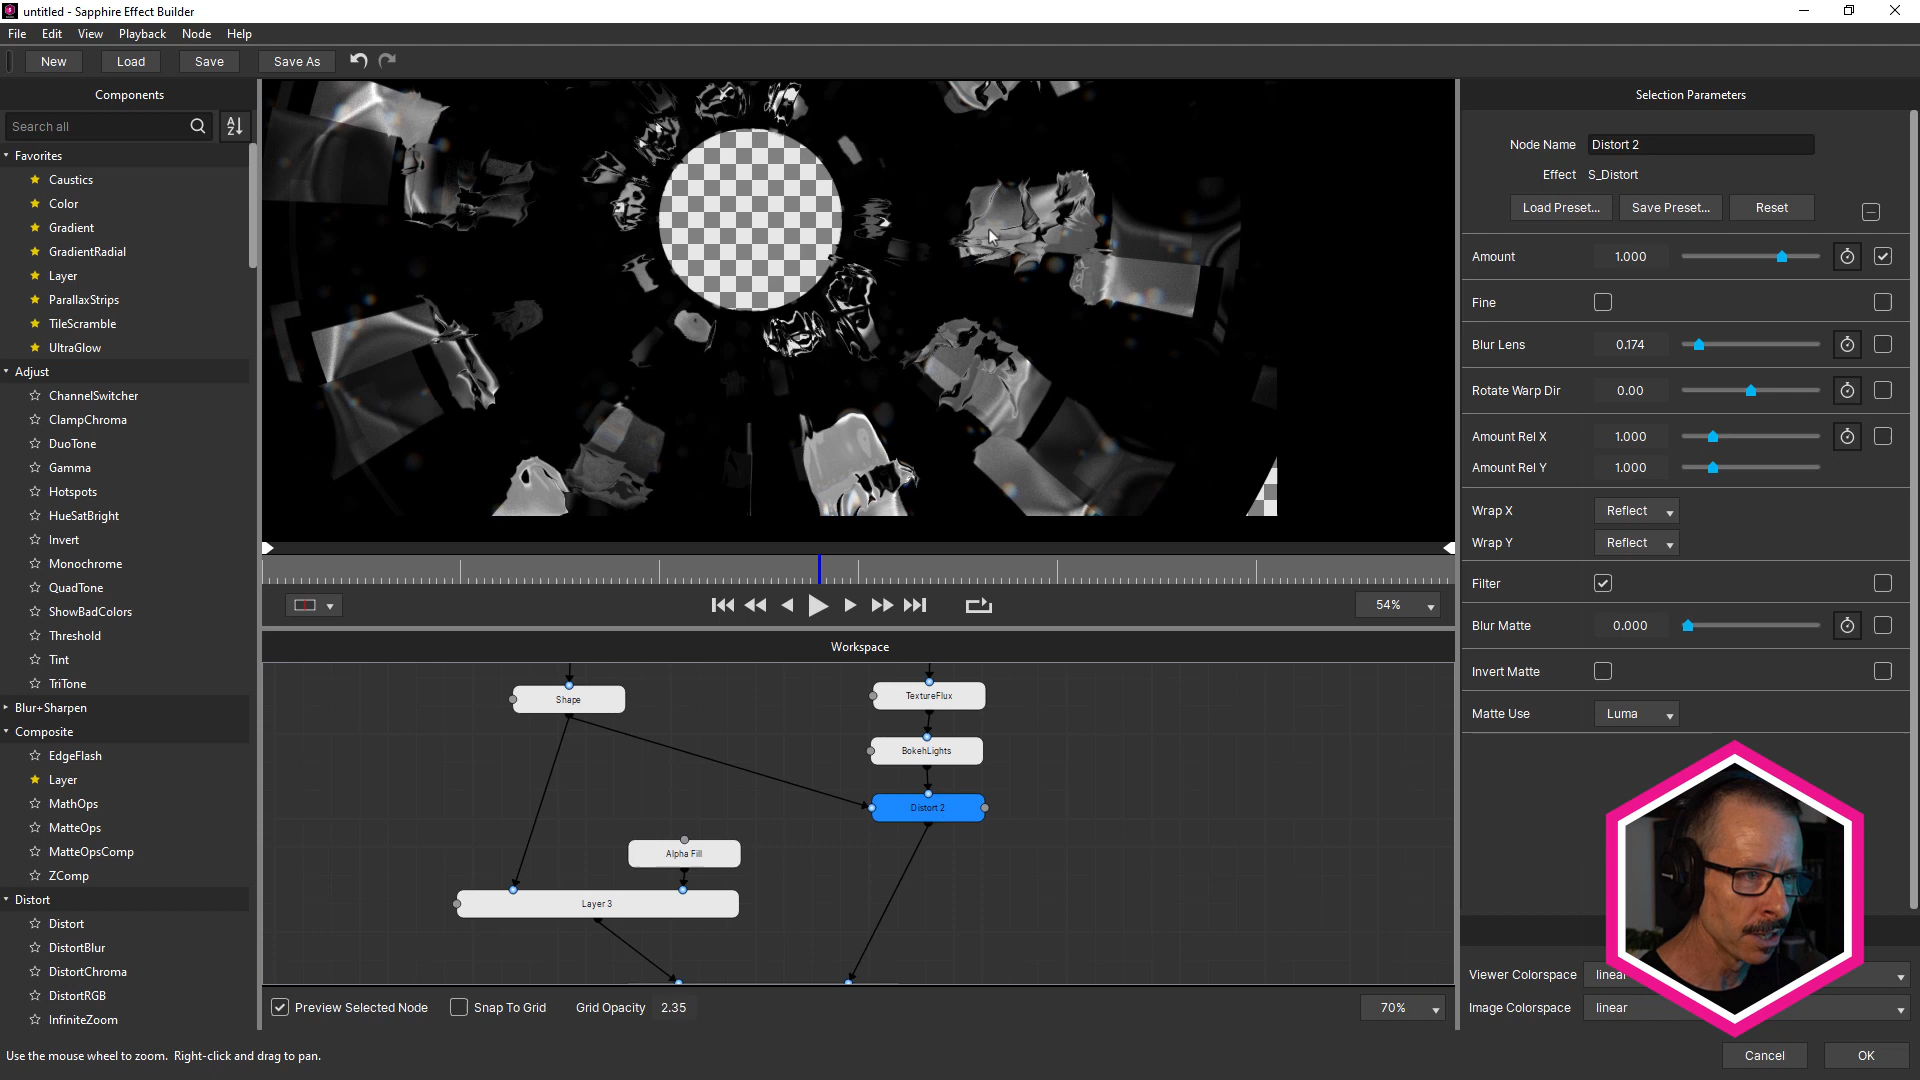 untitled - Sapphire Effect Builder
File Edit View Playback Node Help
New Load Save Save As
Components
Search all
Favorites
Caustics
Color
Gradient
GradientRadial
Layer
ParallaxStrips
TileScramble
UltraGlow
Adjust
ChannelSwitcher
ClampChroma
DuoTone
Gamma
Hotspots
HueSatBright
Invert
Monochrome
QuadTone
ShowBadColors
Threshold
Tint
TriTone
Blur+Sharpen
Composite
EdgeFlash
Layer
MathOps
MatteOps
MatteOpsComp
ZComp
Distort
Distort
DistortBlur
DistortChroma
DistortRGB
InfiniteZoom
54%
Workspace
Shape
TextureFlux
BokehLights
Distort 2
Alpha Fill
Layer 3
Preview Selected Node Snap To Grid Grid Opacity 2.35 70%
Selection Parameters
Node Name Distort 2
Effect S_Distort
Load Preset... Save Preset... Reset
Amount 1.000
Fine
Blur Lens 0.174
Rotate Warp Dir 0.00
Amount Rel X 1.000
Amount Rel Y 1.000
Wrap X Reflect
Wrap Y Reflect
Filter
Blur Matte 0.000
Invert Matte
Matte Use Luma
Viewer Colorspace linear
Image Colorspace linear
Use the mouse wheel to zoom. Right-click and drag to pan.
Cancel OK